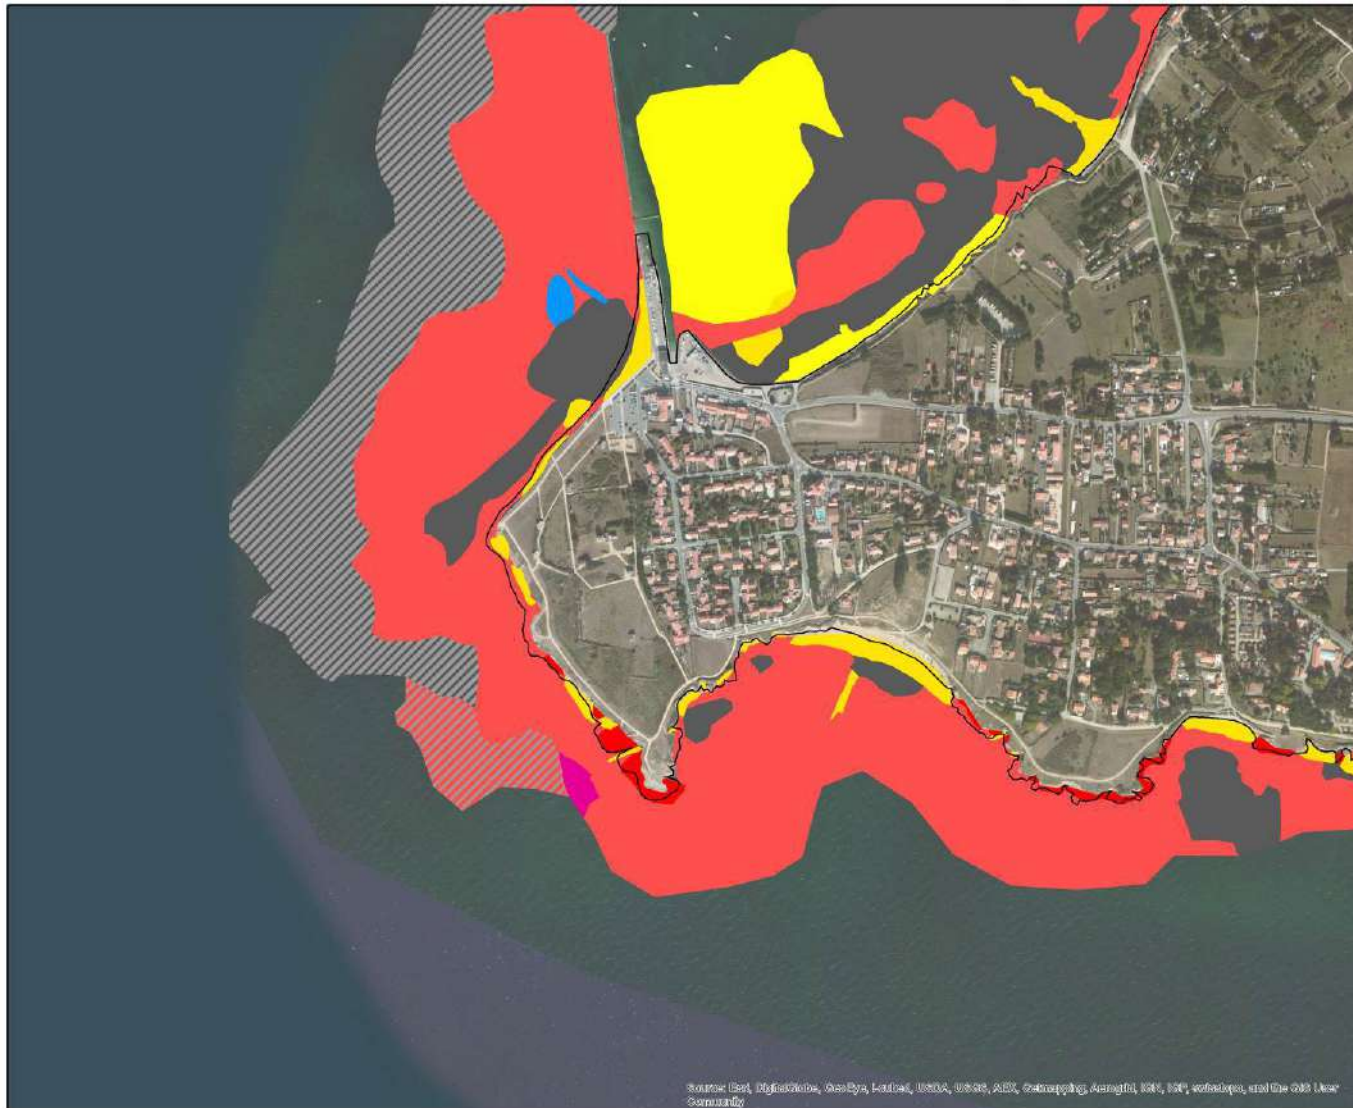 Source: Esri, DigitalGlobe, GeoEye, i-cubed, USDA, USGS, AEX, Getmapping, Aerogrid, IGN, IGP, swisstopo, and the GIS User
Community